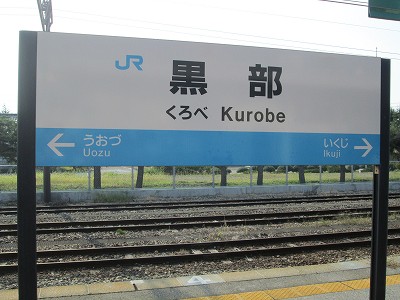 JR
黒部
くろべ Kurobe
← うおづ
Uozu
いくじ →
Ikuji